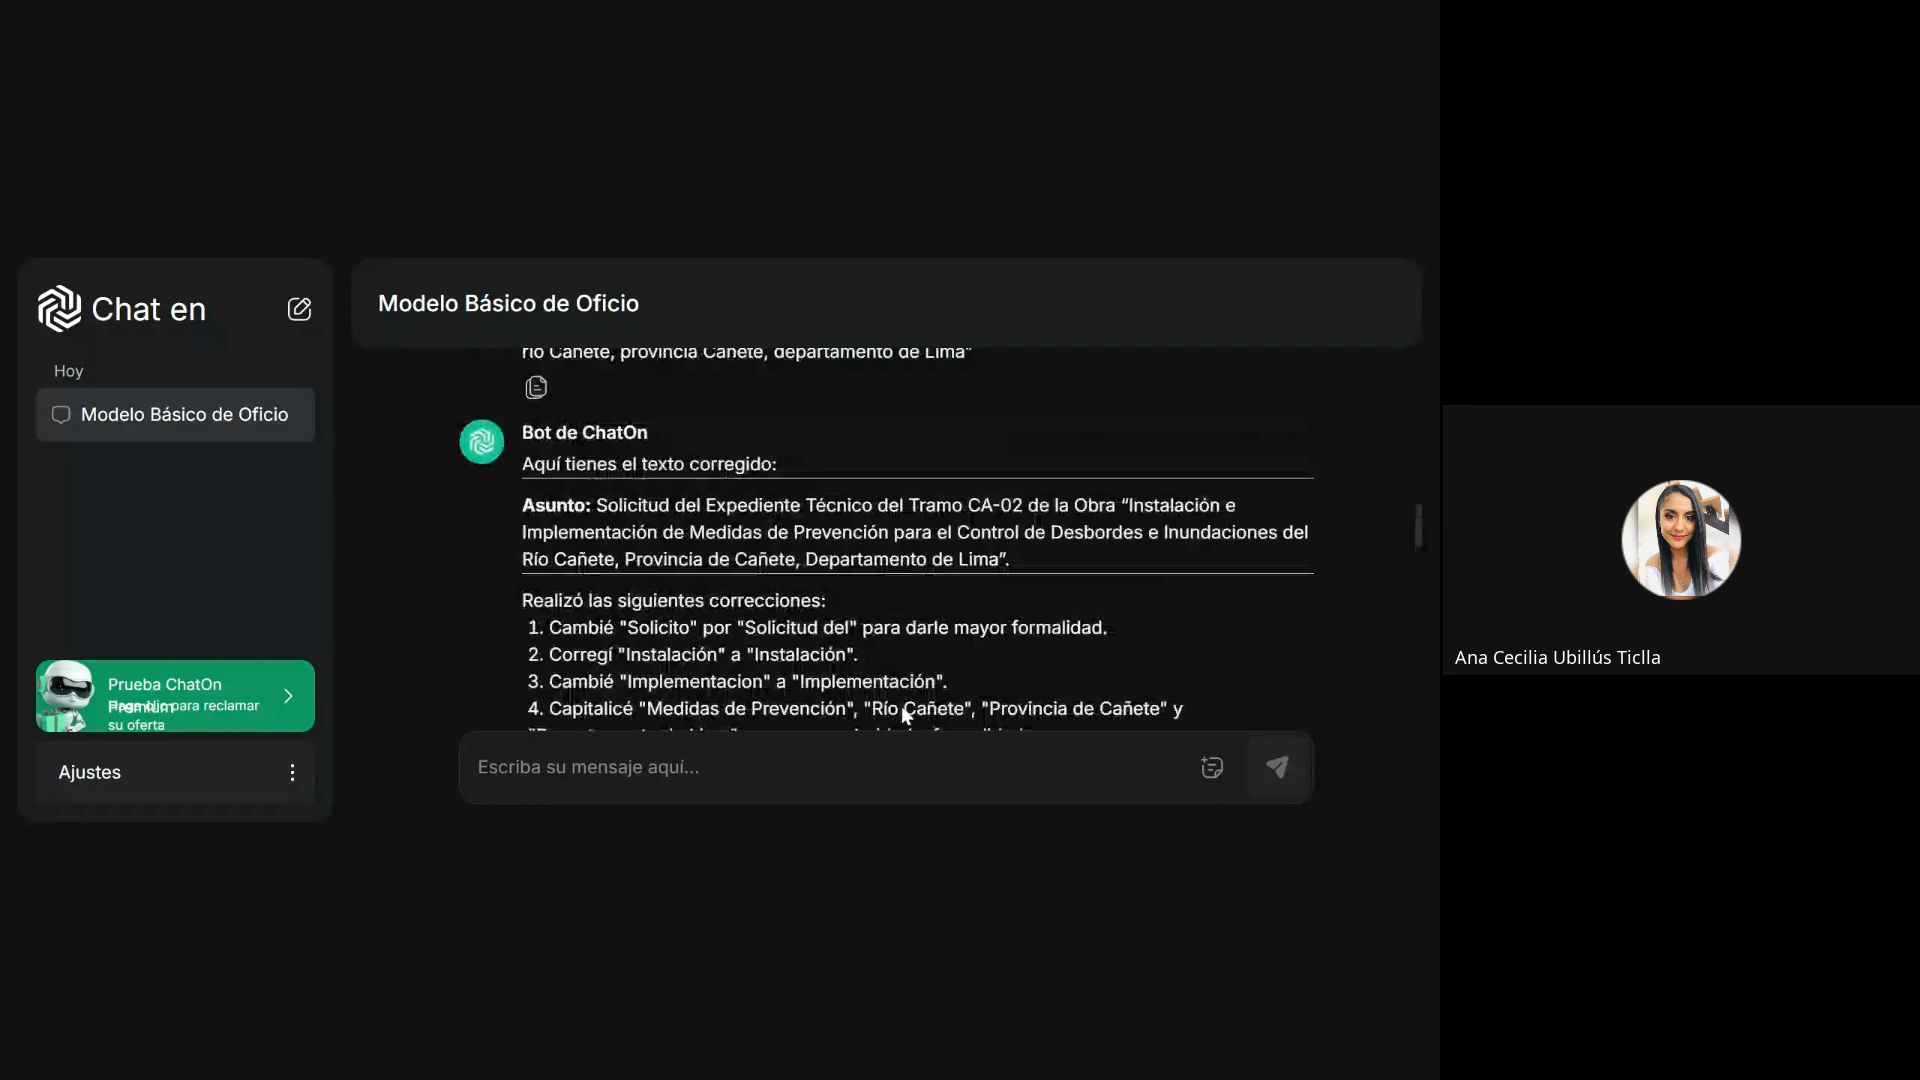 Chat en
Hoy
Modelo Básico de Oficio
Prueba ChatOn
Premium
Haga clic para reclamar
su oferta
Ajustes
Modelo Básico de Oficio
río Cañete, provincia Cañete, departamento de Lima”
Bot de ChatOn
Aquí tienes el texto corregido:
Asunto: Solicitud del Expediente Técnico del Tramo CA-02 de la Obra “Instalación e
Implementación de Medidas de Prevención para el Control de Desbordes e Inundaciones del
Río Cañete, Provincia de Cañete, Departamento de Lima”.
Realizó las siguientes correcciones:
1. Cambié "Solicito" por "Solicitud del" para darle mayor formalidad.
2. Corregí "Instalación" a "Instalación".
3. Cambié "Implementacion" a "Implementación".
4. Capitalicé "Medidas de Prevención", "Río Cañete", "Provincia de Cañete" y
Escriba su mensaje aquí...
Ana Cecilia Ubillús Ticlla